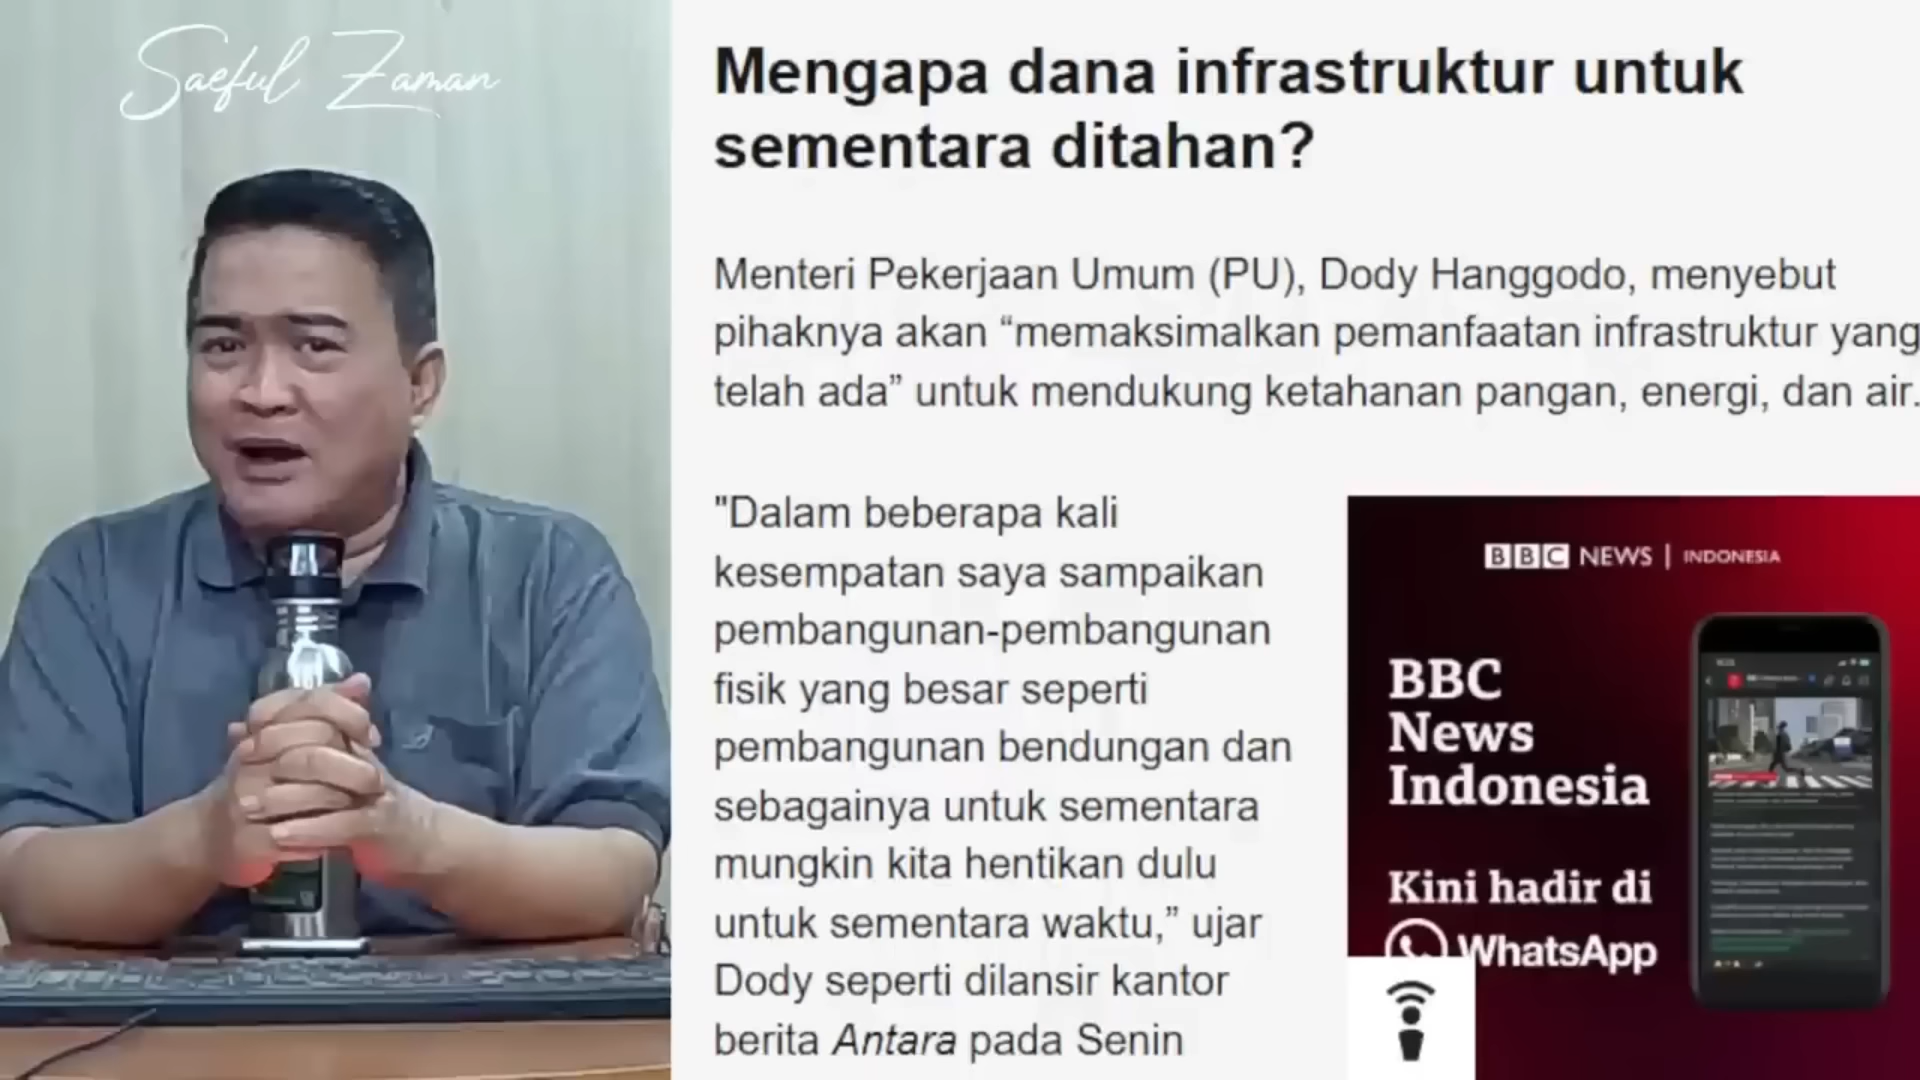 Saeful Zaman
Mengapa dana infrastruktur untuk
sementara ditahan?
Menteri Pekerjaan Umum (PU), Dody Hanggodo, menyebut
pihaknya akan “memaksimalkan pemanfaatan infrastruktur yang
telah ada” untuk mendukung ketahanan pangan, energi, dan air.
"Dalam beberapa kali
kesempatan saya sampaikan
pembangunan-pembangunan
fisik yang besar seperti
pembangunan bendungan dan
sebagainya untuk sementara
mungkin kita hentikan dulu
untuk sementara waktu,” ujar
Dody seperti dilansir kantor
berita Antara pada Senin
BBC NEWS | INDONESIA
BBC
News
Indonesia
Kini hadir di
WhatsApp